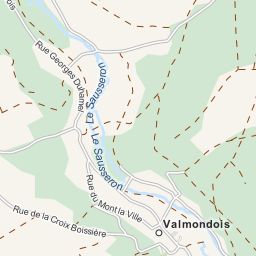 Rue Georges Duhamel
Le Sausseron
Le Sausseron
Rue du Mont la Ville
Rue de la Croix Boissière
Valmondois